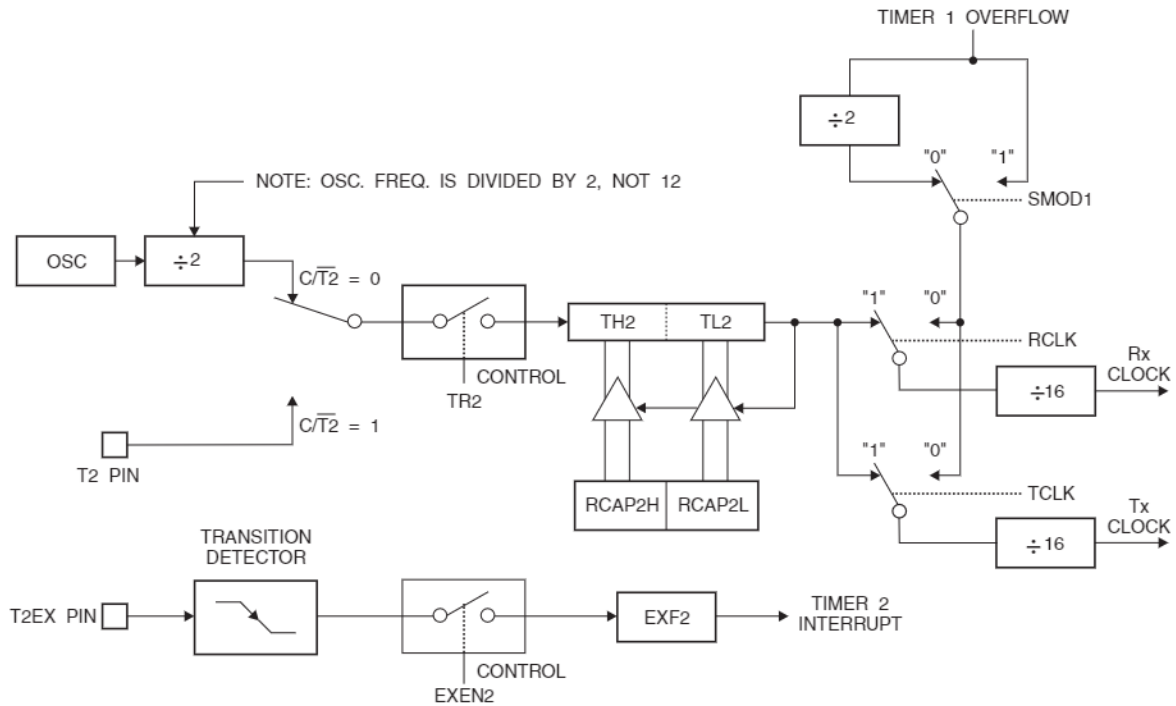 TIMER 1 OVERFLOW
÷2
"0" "1"
NOTE: OSC. FREQ. IS DIVIDED BY 2, NOT 12
SMOD1
OSC
÷2
C/T̅2̅ = 0
"1" "0"
TH2 TL2
RCLK
Rx
CLOCK
CONTROL
TR2
÷16
C/T̅2̅ = 1
"1" "0"
T2 PIN
RCAP2H RCAP2L
TCLK
Tx
CLOCK
TRANSITION
DETECTOR
÷16
T2EX PIN
EXF2
TIMER 2
INTERRUPT
CONTROL
EXEN2